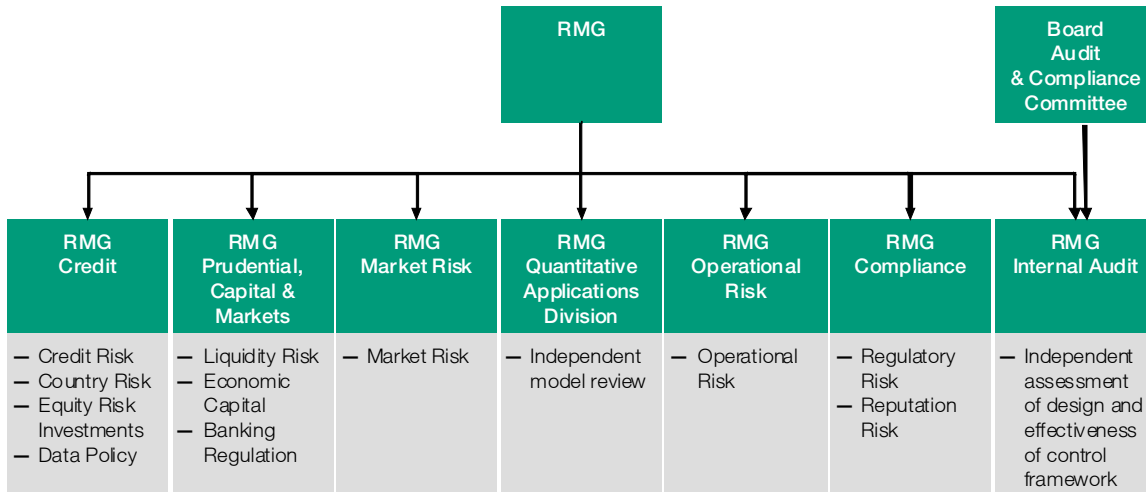 RMG
Board
Audit
& Compliance
Committee
RMG
Credit
RMG
Prudential,
Capital &
Markets
RMG
Market Risk
RMG
Quantitative
Applications
Division
RMG
Operational
Risk
RMG
Compliance
RMG
Internal Audit
— Credit Risk
— Country Risk
— Equity Risk
Investments
— Data Policy
— Liquidity Risk
— Economic
Capital
— Banking
Regulation
— Market Risk
— Independent
model review
— Operational
Risk
— Regulatory
Risk
— Reputation
Risk
— Independent
assessment
of design and
effectiveness
of control
framework